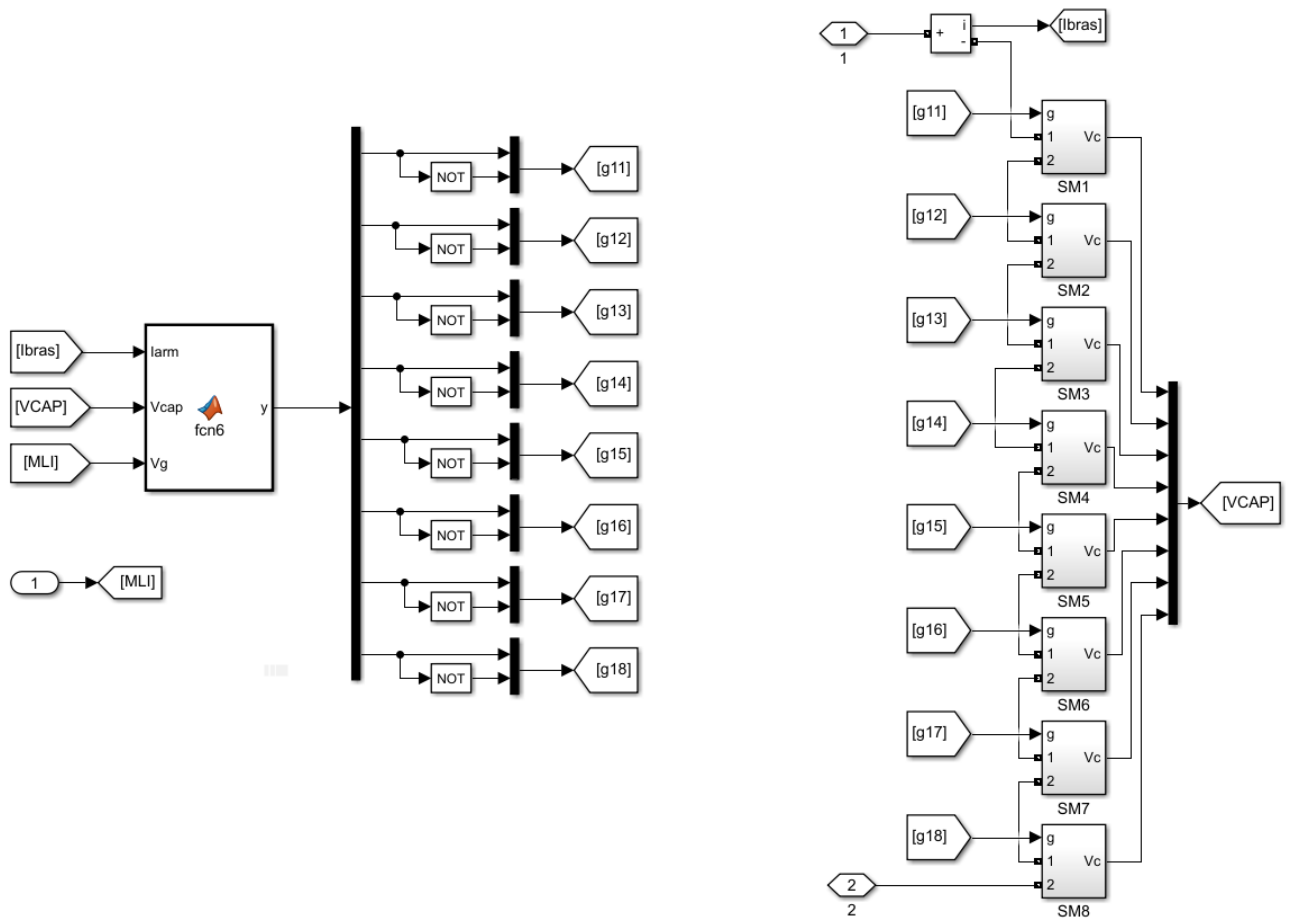 [Ibras]
[VCAP]
[MLI]
Iarm
Vcap
Vg
y
fcn6
1
[MLI]
NOT
[g11]
NOT
[g12]
NOT
[g13]
NOT
[g14]
NOT
[g15]
NOT
[g16]
NOT
[g17]
NOT
[g18]
1
1
+
i
-
[Ibras]
[g11]
g
1
2
Vc
SM1
[g12]
g
1
2
Vc
SM2
[g13]
g
1
2
Vc
SM3
[g14]
g
1
2
Vc
SM4
[g15]
g
1
2
Vc
SM5
[g16]
g
1
2
Vc
SM6
[g17]
g
1
2
Vc
SM7
[g18]
g
1
2
Vc
SM8
2
2
[VCAP]